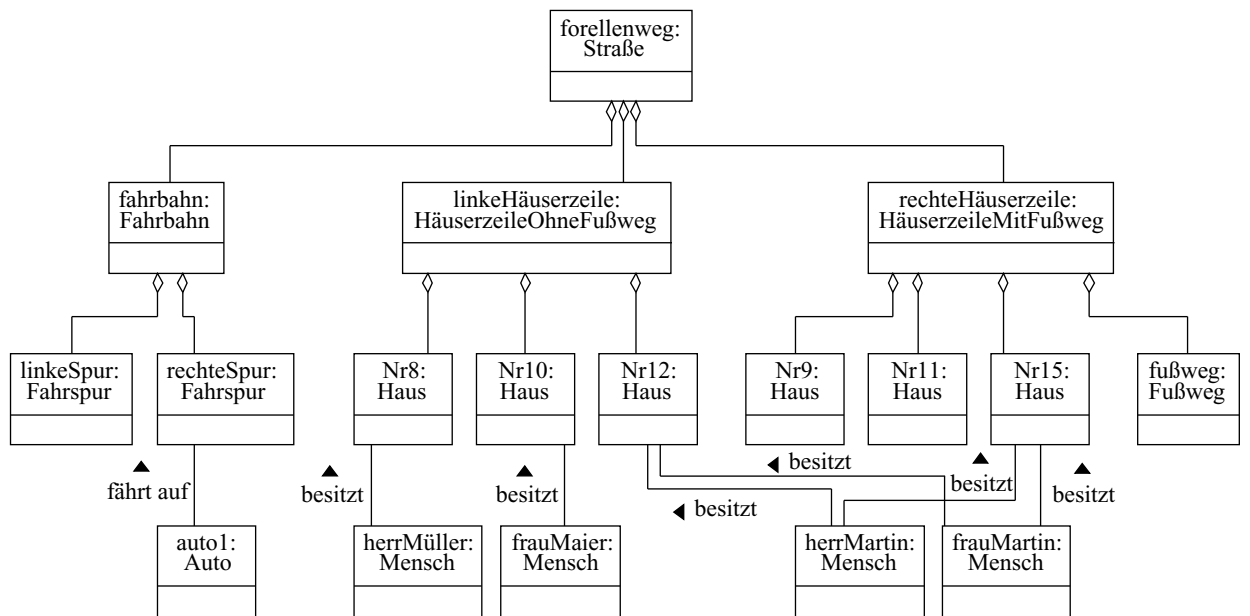 forellenweg:
Straße
fahrbahn:
Fahrbahn
linkeHäuserzeile:
HäuserzeileOhneFußweg
rechteHäuserzeile:
HäuserzeileMitFußweg
linkeSpur:
Fahrspur
rechteSpur:
Fahrspur
Nr8:
Haus
Nr10:
Haus
Nr12:
Haus
Nr9:
Haus
Nr11:
Haus
Nr15:
Haus
fußweg:
Fußweg
fährt auf
besitzt
besitzt
besitzt
besitzt
besitzt
besitzt
auto1:
Auto
herrMüller:
Mensch
frauMaier:
Mensch
herrMartin:
Mensch
frauMartin:
Mensch